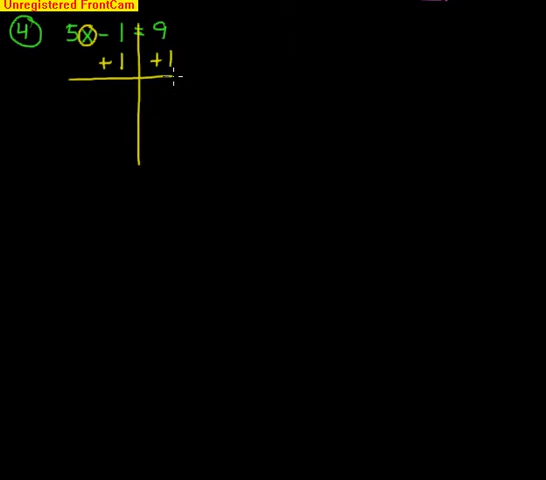 Unregistered FrontCam
4 5x - 1 = 9
+ 1 + 1